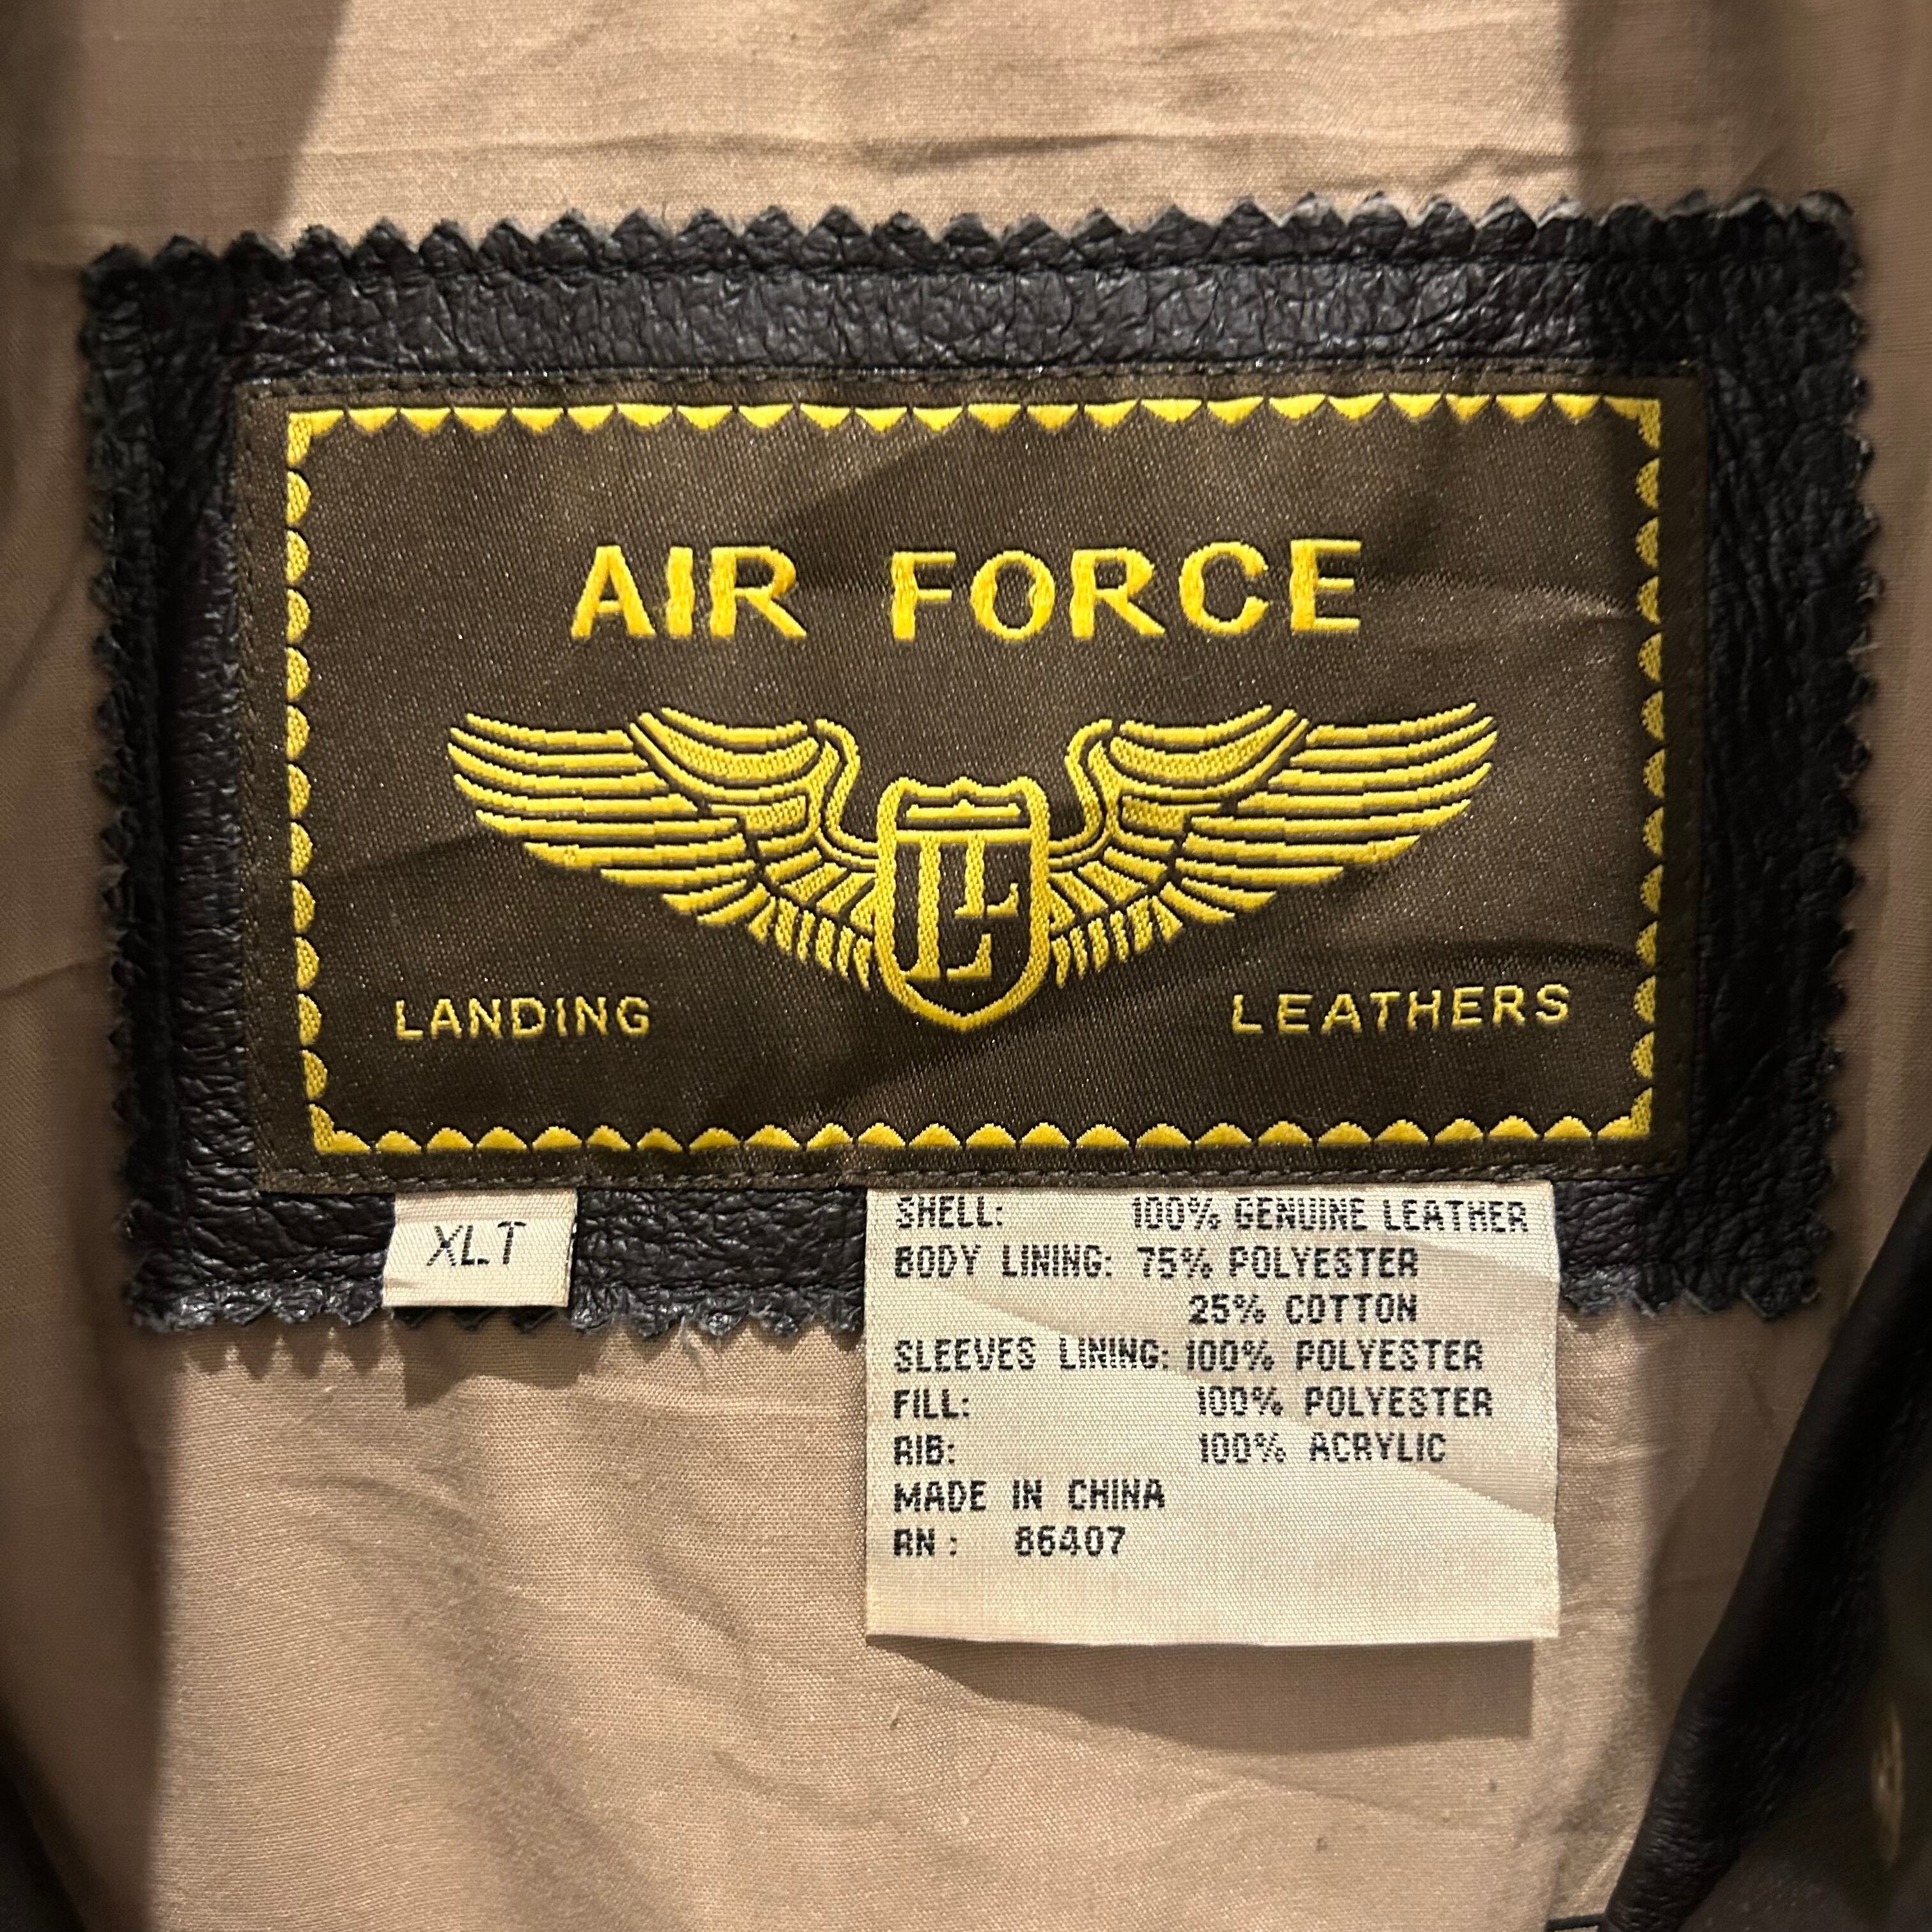 AIR FORCE
LL
LANDING LEATHERS
XLT
SHELL: 100% GENUINE LEATHER
BODY LINING: 75% POLYESTER
25% COTTON
SLEEVES LINING: 100% POLYESTER
FILL: 100% POLYESTER
RIB: 100% ACRYLIC
MADE IN CHINA
RN: 86407